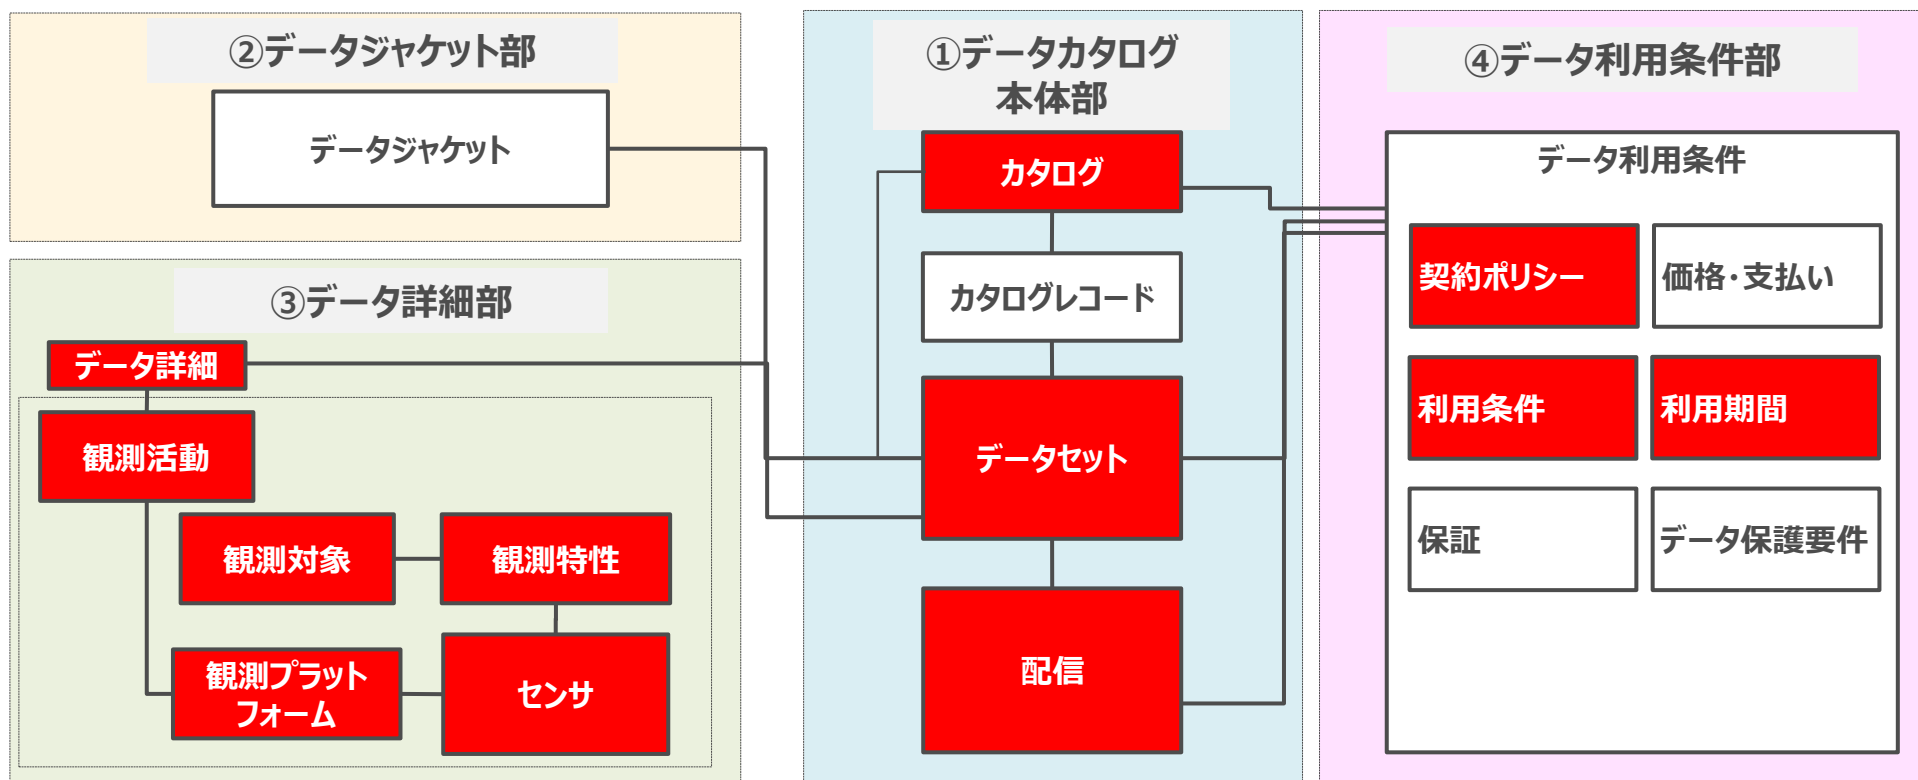 ②データジャケット部
データジャケット
③データ詳細部
データ詳細
観測活動
観測対象
観測特性
観測プラット
フォーム
センサ
①データカタログ
本体部
カタログ
カタログレコード
データセット
配信
④データ利用条件部
データ利用条件
契約ポリシー
価格・支払い
利用条件
利用期間
保証
データ保護要件